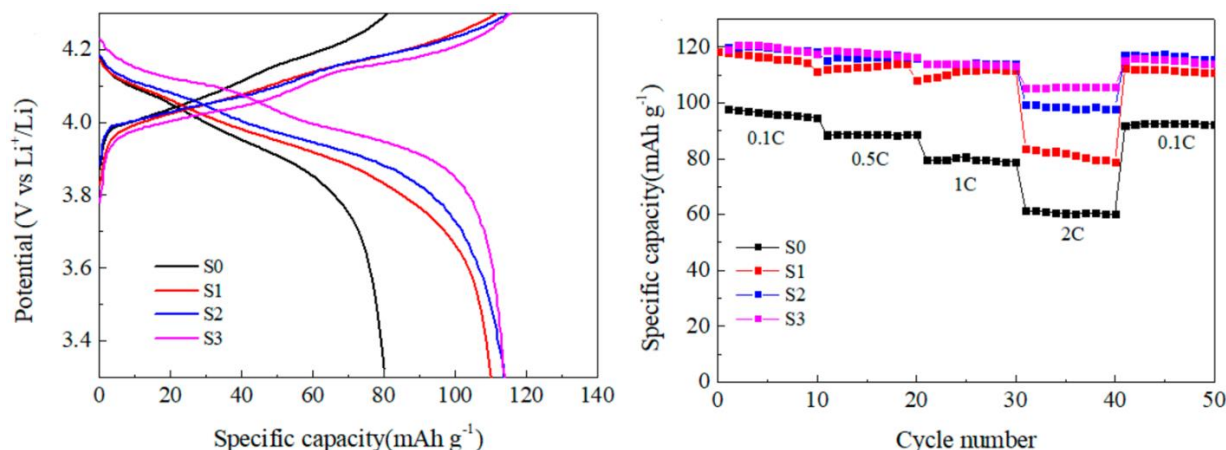 Potential (V vs Li⁺/Li)
4.2
4.0
3.8
3.6
3.4
S0
S1
S2
S3
0 20 40 60 80 100 120 140
Specific capacity(mAh g⁻¹)
Specific capacity(mAh g⁻¹)
120
100
80
60
40
20
0
0.1C
0.5C
1C
2C
0.1C
S0
S1
S2
S3
0 10 20 30 40 50
Cycle number